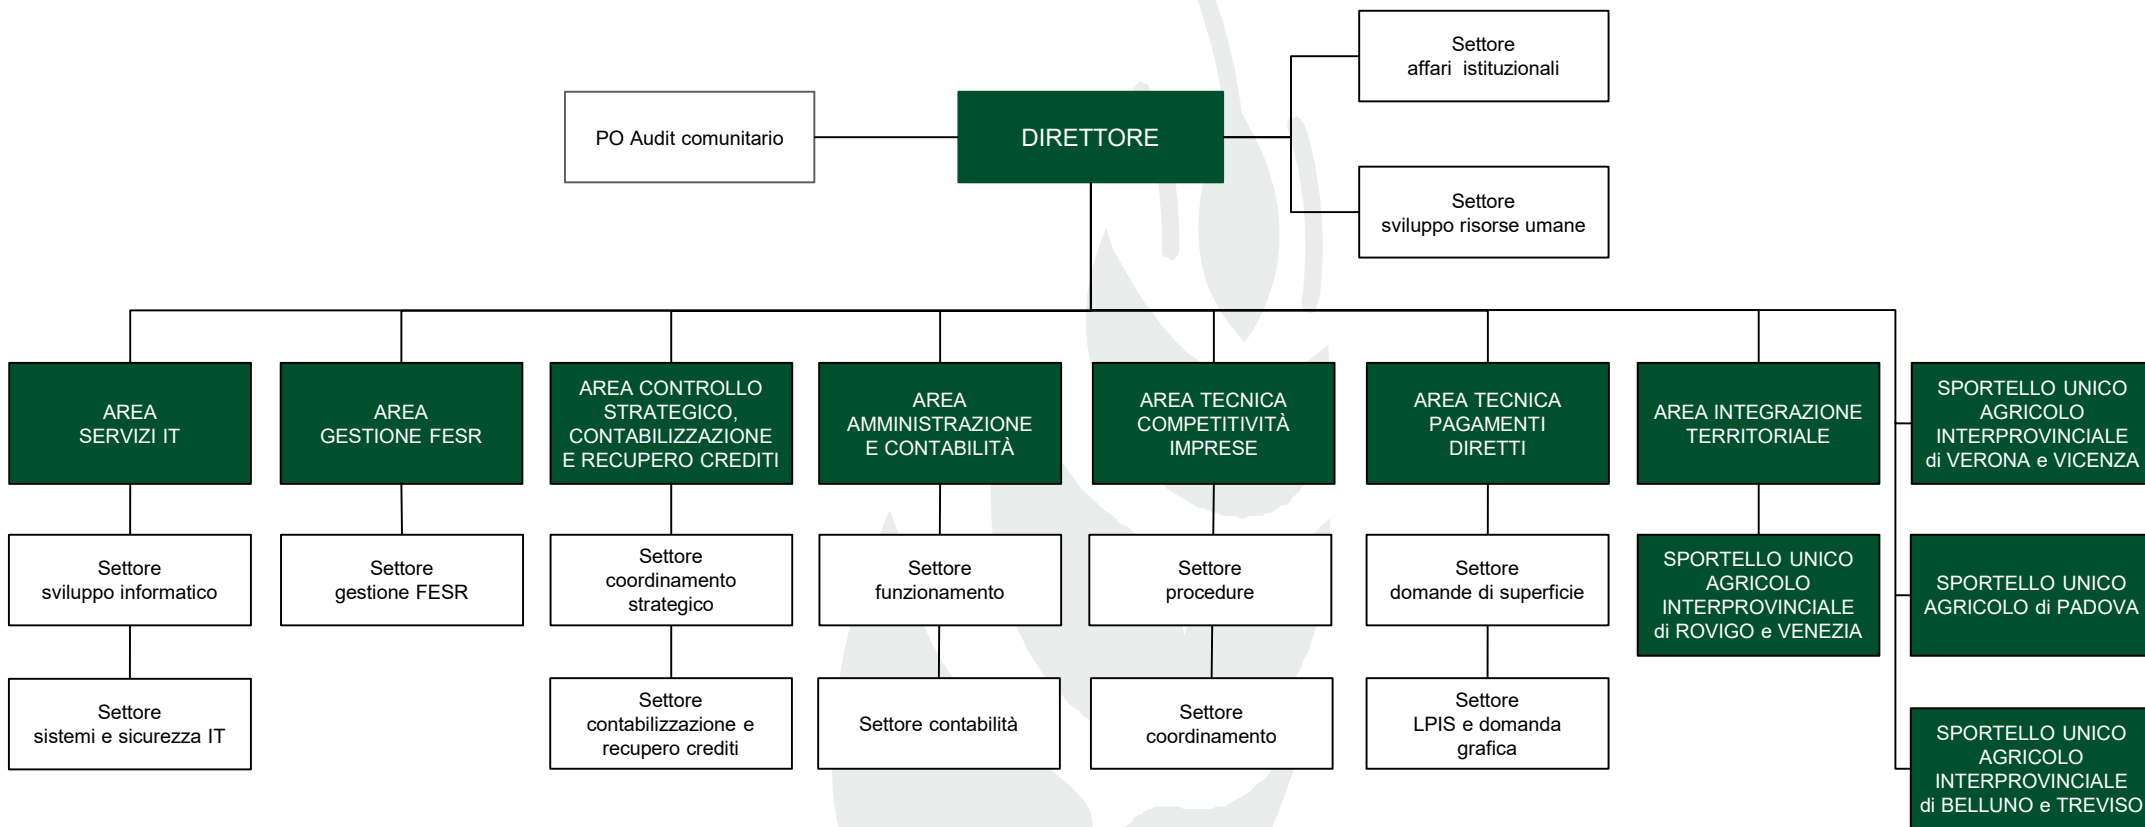 Settore
affari istituzionali
PO Audit comunitario
DIRETTORE
Settore
sviluppo risorse umane
AREA
SERVIZI IT
AREA
GESTIONE FESR
AREA CONTROLLO
STRATEGICO,
CONTABILIZZAZIONE
E RECUPERO CREDITI
AREA
AMMINISTRAZIONE
E CONTABILITÀ
AREA TECNICA
COMPETITIVITÀ
IMPRESE
AREA TECNICA
PAGAMENTI
DIRETTI
AREA INTEGRAZIONE
TERRITORIALE
SPORTELLO UNICO
AGRICOLO
INTERPROVINCIALE
di VERONA e VICENZA
Settore
sviluppo informatico
Settore
gestione FESR
Settore
coordinamento
strategico
Settore
funzionamento
Settore
procedure
Settore
domande di superficie
SPORTELLO UNICO
AGRICOLO
INTERPROVINCIALE
di ROVIGO e VENEZIA
SPORTELLO UNICO
AGRICOLO di PADOVA
Settore
sistemi e sicurezza IT
Settore
contabilizzazione e
recupero crediti
Settore contabilità
Settore
coordinamento
Settore
LPIS e domanda
grafica
SPORTELLO UNICO
AGRICOLO
INTERPROVINCIALE
di BELLUNO e TREVISO